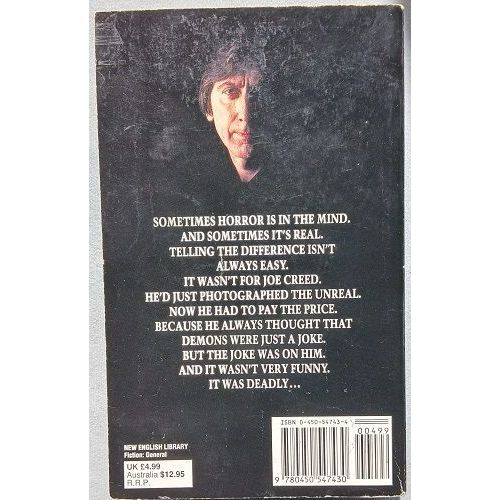 SOMETIMES HORROR IS IN THE MIND.
AND SOMETIMES IT'S REAL.
TELLING THE DIFFERENCE ISN'T
ALWAYS EASY.
IT WASN'T FOR JOE CREED.
HE'D JUST PHOTOGRAPHED THE UNREAL.
NOW HE HAD TO PAY THE PRICE.
BECAUSE HE ALWAYS THOUGHT THAT
DEMONS WERE JUST A JOKE.
BUT THE JOKE WAS ON HIM.
AND IT WASN'T VERY FUNNY.
IT WAS DEADLY...
NEW ENGLISH LIBRARY
Fiction: General
UK £4.99
Australia $12.95
R.R.P.
ISBN 0-450-54743-4
00499
9 780450 547430